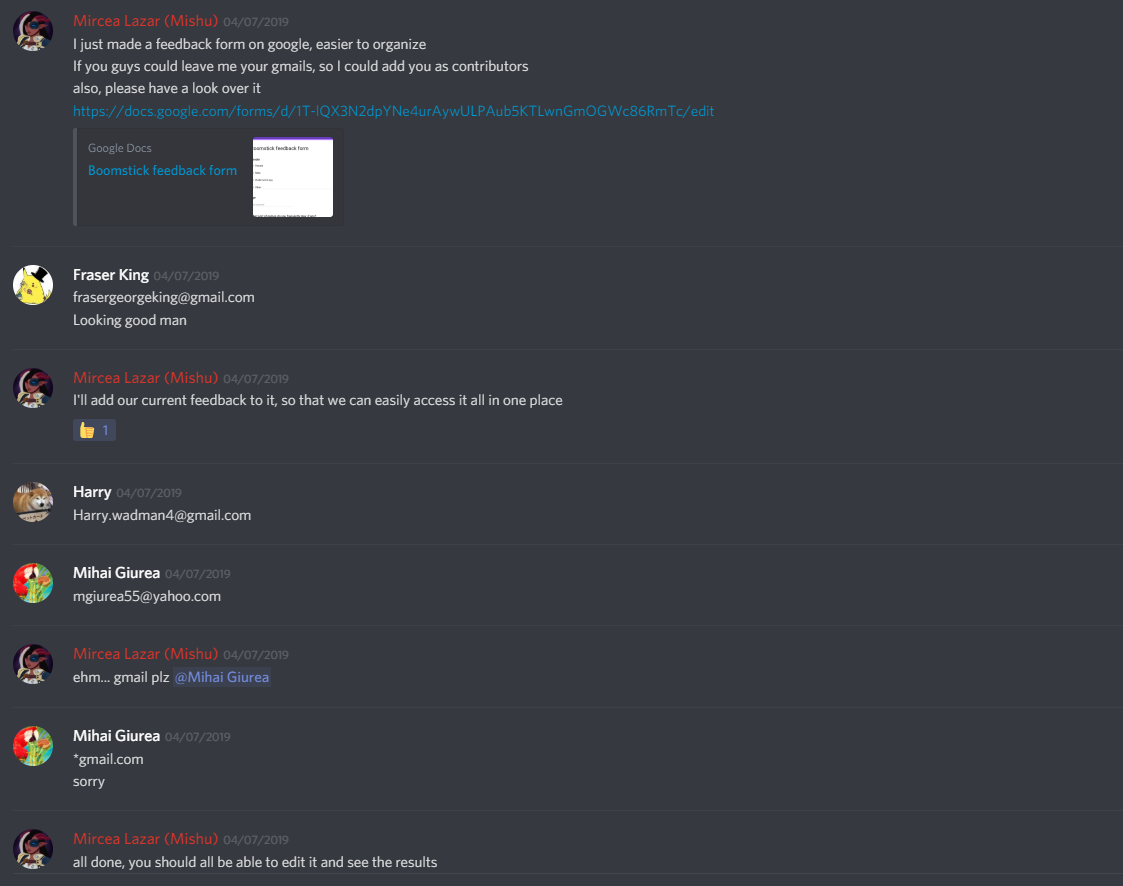 Mircea Lazar (Mishu) 04/07/2019
I just made a feedback form on google, easier to organize
If you guys could leave me your gmails, so I could add you as contributors
also, please have a look over it
https://docs.google.com/forms/d/1T-lQX3N2dpYNe4urAywULPAub5KTLwnGmOGWc86RmTc/edit
Google Docs
Boomstick feedback form
oomstick feedback form
Fraser King 04/07/2019
frasergeorgeking@gmail.com
Looking good man
Mircea Lazar (Mishu) 04/07/2019
I'll add our current feedback to it, so that we can easily access it all in one place
1
Harry 04/07/2019
Harry.wadman4@gmail.com
Mihai Giurea 04/07/2019
mgiurea55@yahoo.com
Mircea Lazar (Mishu) 04/07/2019
ehm... gmail plz @Mihai Giurea
Mihai Giurea 04/07/2019
*gmail.com
sorry
Mircea Lazar (Mishu) 04/07/2019
all done, you should all be able to edit it and see the results